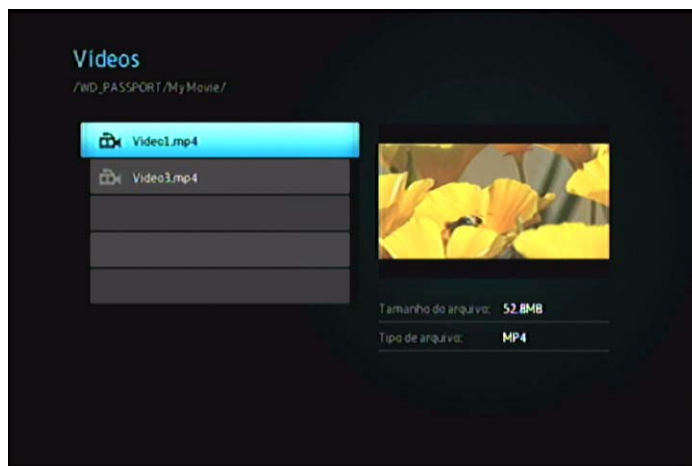 Vídeos
/WD_PASSPORT/MyMovie/
Video1.mp4
Video3.mp4
Tamanho do arquivo: 52.8MB
Tipo de arquivo: MP4